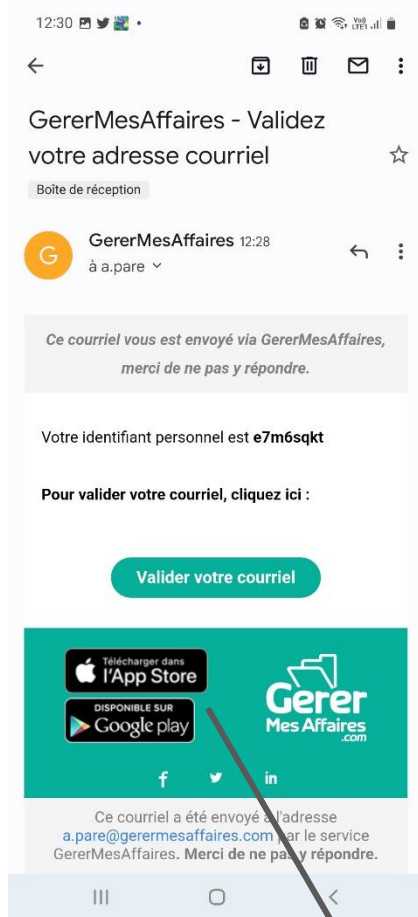 12:30
Vo9) LTE1
GererMesAffaires - Validez
votre adresse courriel
Boîte de réception
G
GererMesAffaires 12:28
à a.pare
Ce courriel vous est envoyé via GererMesAffaires,
merci de ne pas y répondre.
Votre identifiant personnel est e7m6sqkt
Pour valider votre courriel, cliquez ici :
Valider votre courriel
Télécharger dans
l'App Store
DISPONIBLE SUR
Google play
Gerer
Mes Affaires
.com
f in
Ce courriel a été envoyé à l'adresse
a.pare@gerermesaffaires.com par le service
GererMesAffaires. Merci de ne pas y répondre.